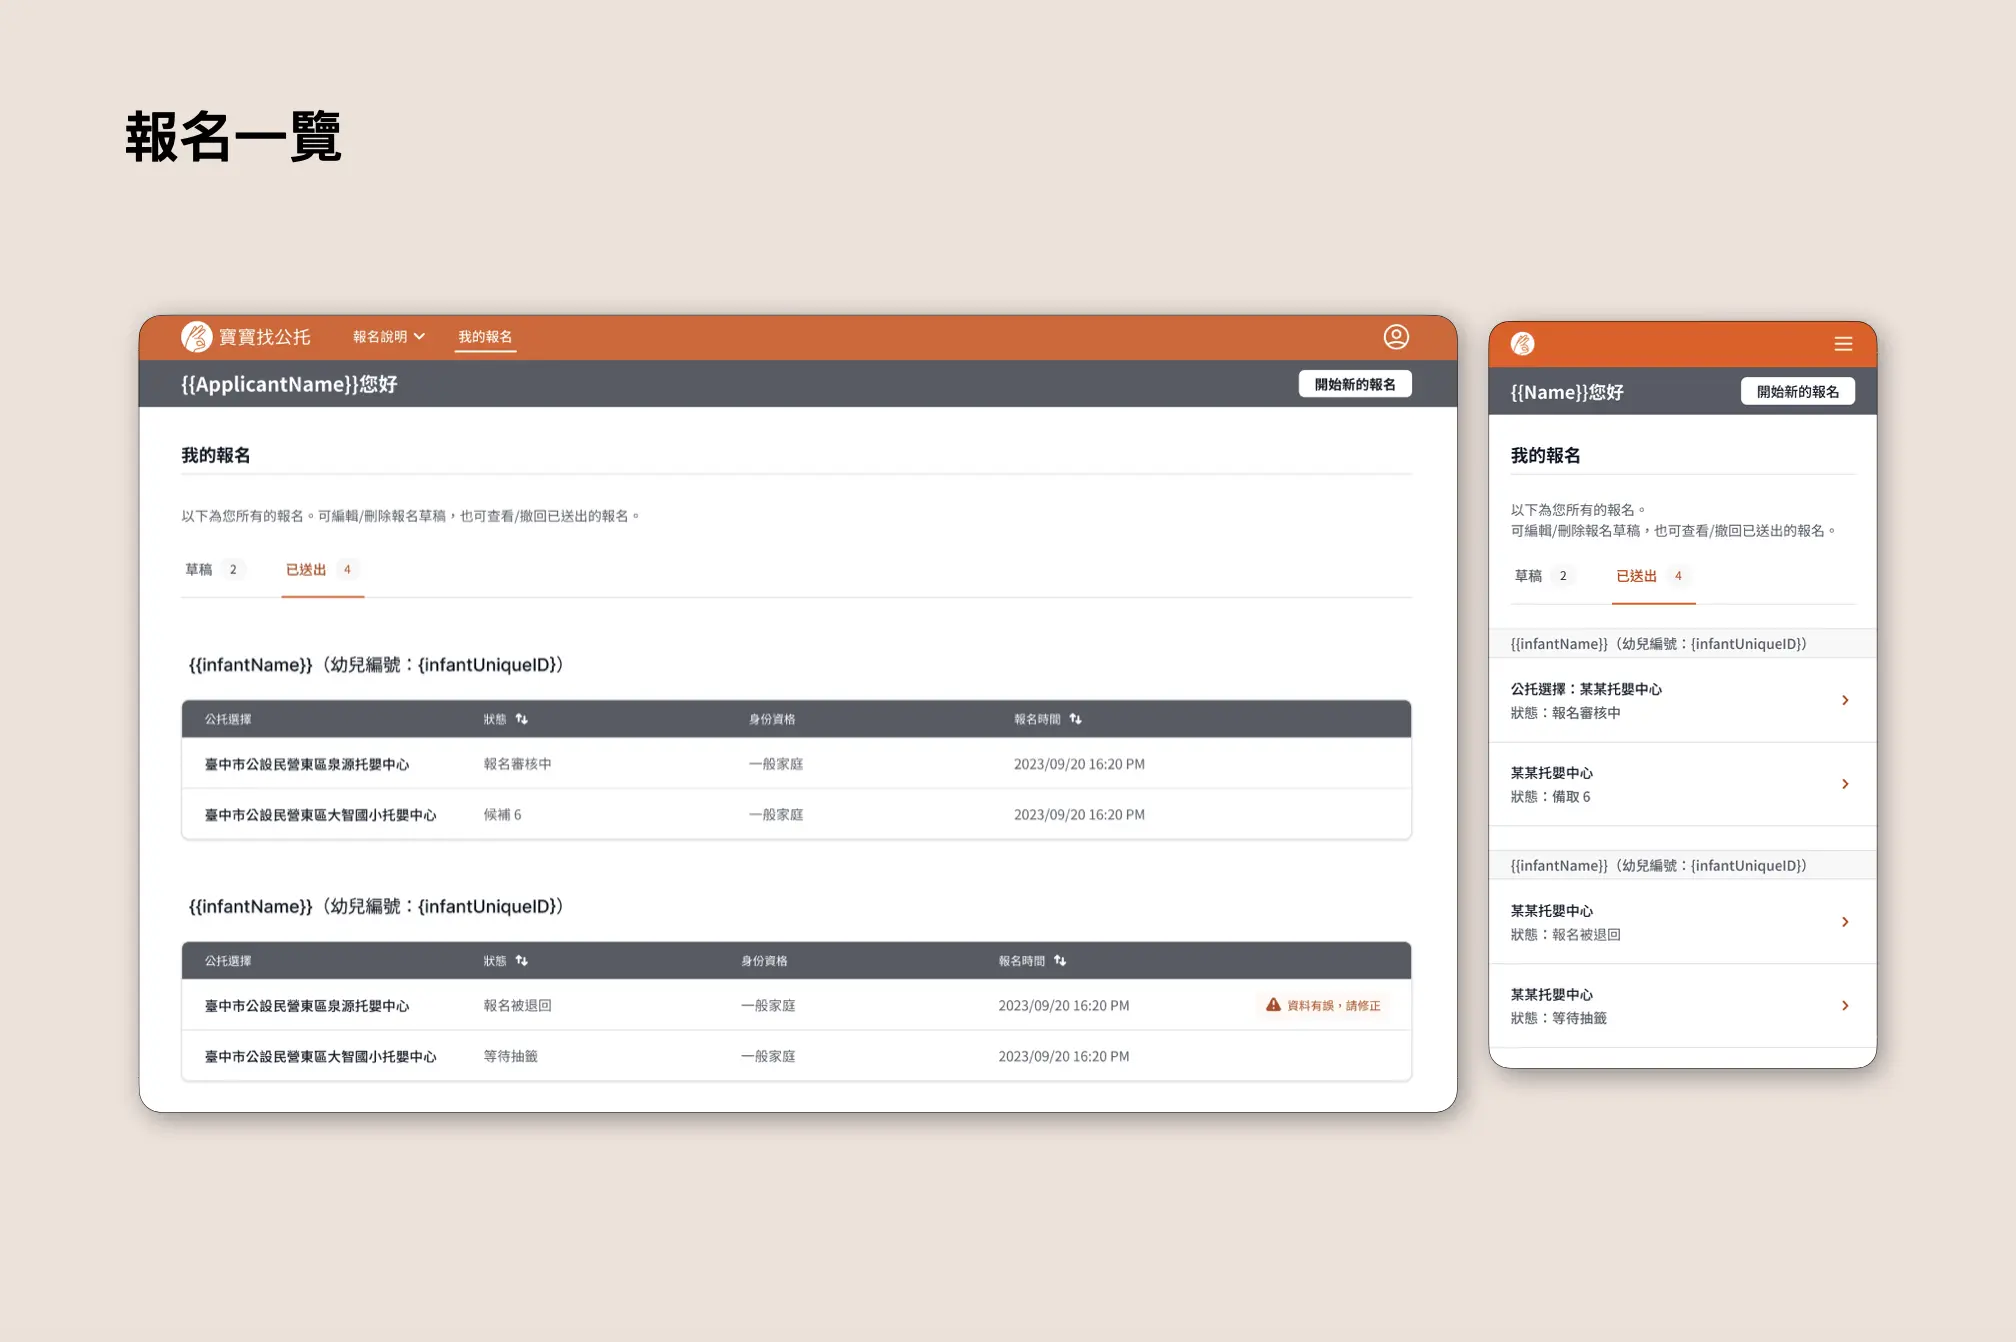 報名一覽
寶寶找公托 報名說明 我的報名
{{ApplicantName}}您好 開始新的報名
我的報名
以下為您所有的報名。可編輯/刪除報名草稿，也可查看/撤回已送出的報名。
草稿 2 已送出 4
{{infantName}}（幼兒編號：{infantUniqueID}）
公托選擇 狀態 身份資格 報名時間
臺中市公設民營東區泉源托嬰中心 報名審核中 一般家庭 2023/09/20 16:20 PM
臺中市公設民營東區大智國小托嬰中心 候補 6 一般家庭 2023/09/20 16:20 PM
{{infantName}}（幼兒編號：{infantUniqueID}）
公托選擇 狀態 身份資格 報名時間
臺中市公設民營東區泉源托嬰中心 報名被退回 一般家庭 2023/09/20 16:20 PM 資料有誤，請修正
臺中市公設民營東區大智國小托嬰中心 等待抽籤 一般家庭 2023/09/20 16:20 PM
{{Name}}您好 開始新的報名
我的報名
以下為您所有的報名。
可編輯/刪除報名草稿，也可查看/撤回已送出的報名。
草稿 2 已送出 4
{{infantName}}（幼兒編號：{infantUniqueID}）
公托選擇：某某托嬰中心
狀態：報名審核中
某某托嬰中心
狀態：備取 6
{{infantName}}（幼兒編號：{infantUniqueID}）
某某托嬰中心
狀態：報名被退回
某某托嬰中心
狀態：等待抽籤